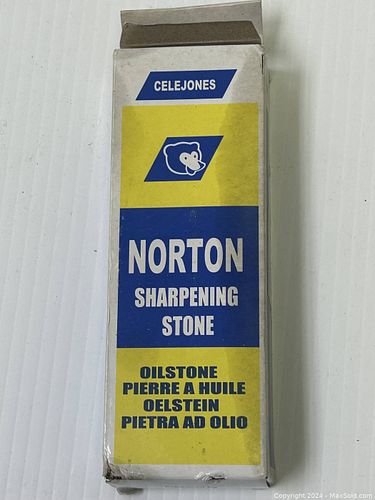 CELEJONES
NORTON
SHARPENING
STONE
OILSTONE
PIERRE A HUILE
OELSTEIN
PIETRA AD OLIO
Copyright 2024 - MaxSold.com